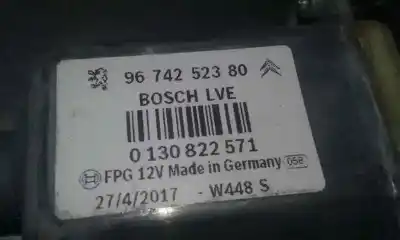 96 742 523 80
BOSCH LVE
0 130 822 571
FPG 12V Made in Germany 058
27/4/2017 - W448 S